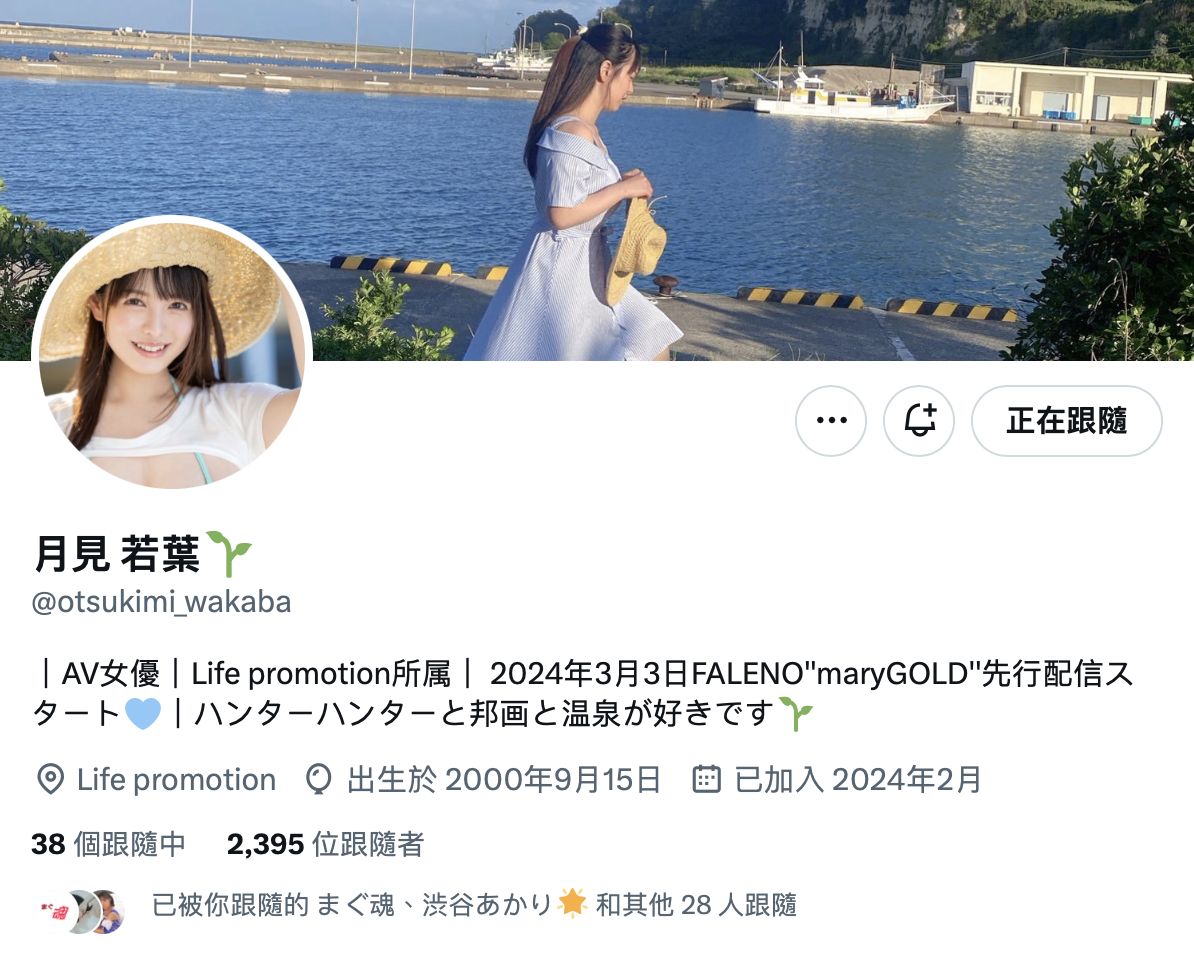 正在跟隨
月見 若葉🌱
@otsukimi_wakaba
｜AV女優｜Life promotion所属｜ 2024年3月3日FALENO"maryGOLD"先行配信ス
タート🩵｜ハンターハンターと邦画と温泉が好きです🌱
Life promotion 出生於 2000年9月15日 已加入 2024年2月
38 個跟隨中 2,395 位跟隨者
まぐ魂
已被你跟隨的 まぐ魂、渋谷あかり🌟 和其他 28 人跟隨